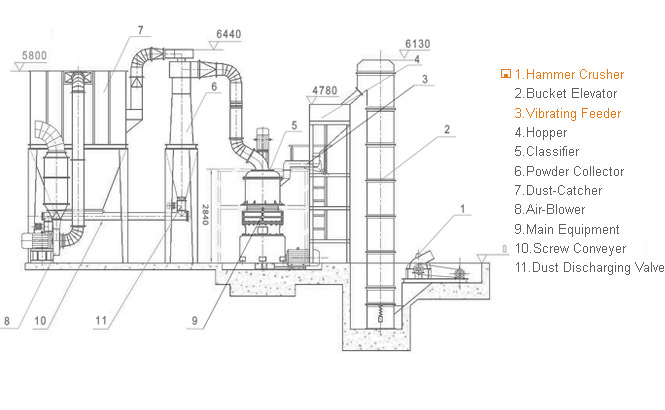 7
6440
5800
6130
4
4780
3
6
5
2
2840
1
0
8
10
11
9
1.Hammer Crusher
2.Bucket Elevator
3.Vibrating Feeder
4.Hopper
5.Classifier
6.Powder Collector
7.Dust-Catcher
8.Air-Blower
9.Main Equipment
10.Screw Conveyer
11.Dust Discharging Valve